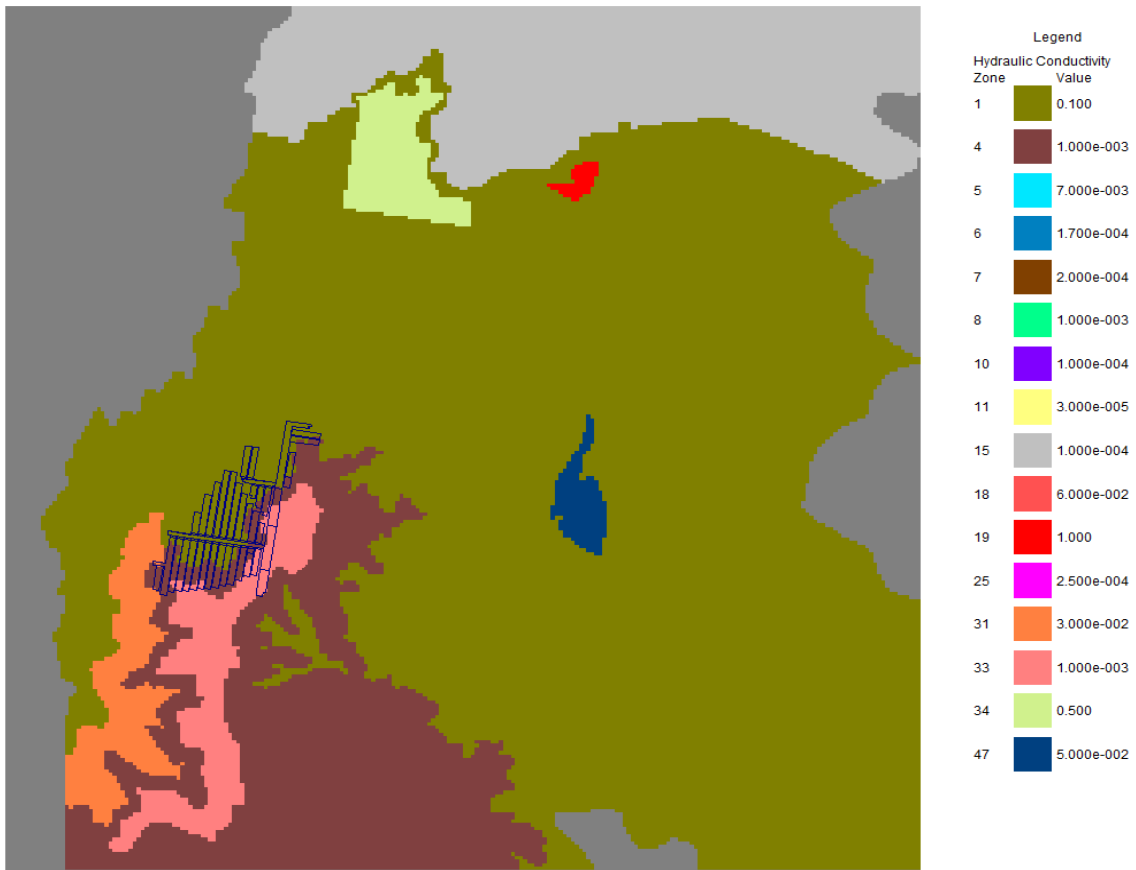 Legend
Hydraulic Conductivity
Zone Value
1 0.100
4 1.000e-003
5 7.000e-003
6 1.700e-004
7 2.000e-004
8 1.000e-003
10 1.000e-004
11 3.000e-005
15 1.000e-004
18 6.000e-002
19 1.000
25 2.500e-004
31 3.000e-002
33 1.000e-003
34 0.500
47 5.000e-002